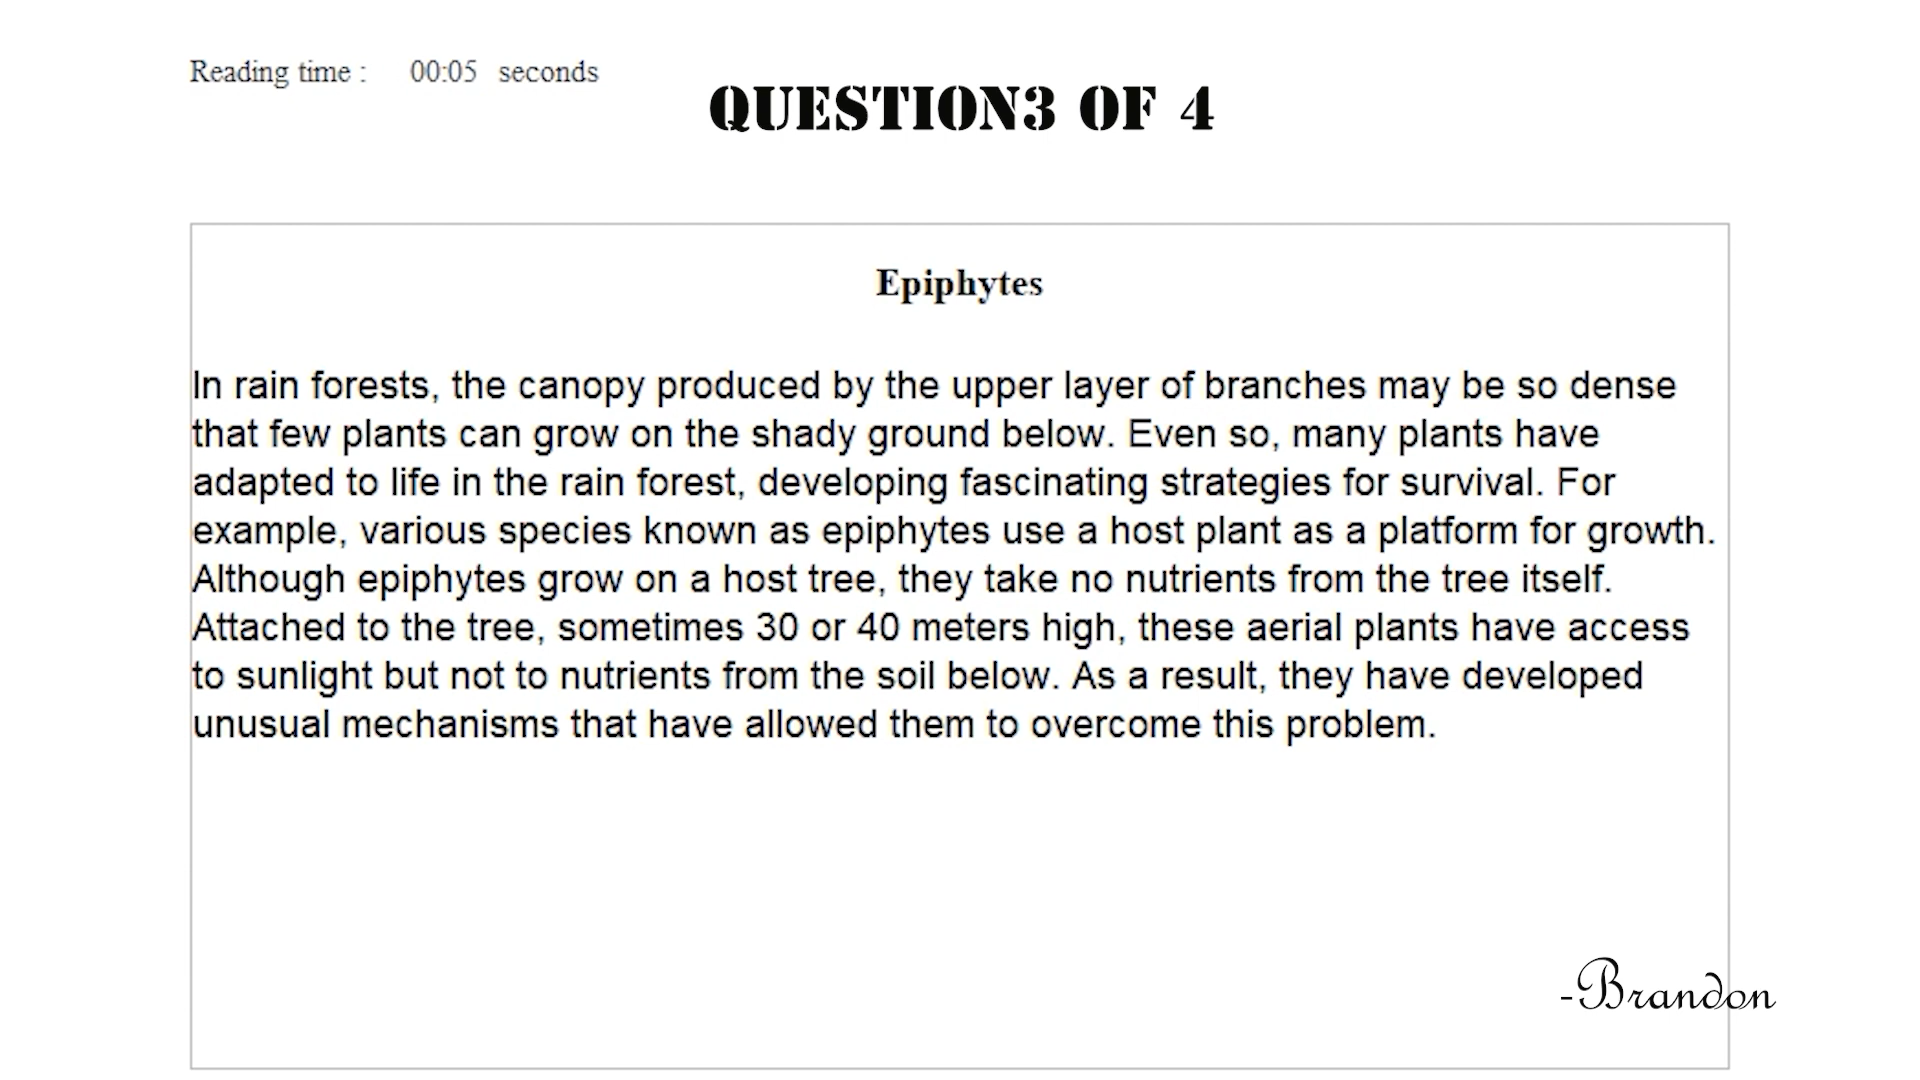 Reading time : 00:05 seconds
QUESTION3 OF 4
Epiphytes
In rain forests, the canopy produced by the upper layer of branches may be so dense
that few plants can grow on the shady ground below. Even so, many plants have
adapted to life in the rain forest, developing fascinating strategies for survival. For
example, various species known as epiphytes use a host plant as a platform for growth.
Although epiphytes grow on a host tree, they take no nutrients from the tree itself.
Attached to the tree, sometimes 30 or 40 meters high, these aerial plants have access
to sunlight but not to nutrients from the soil below. As a result, they have developed
unusual mechanisms that have allowed them to overcome this problem.
-Brandon